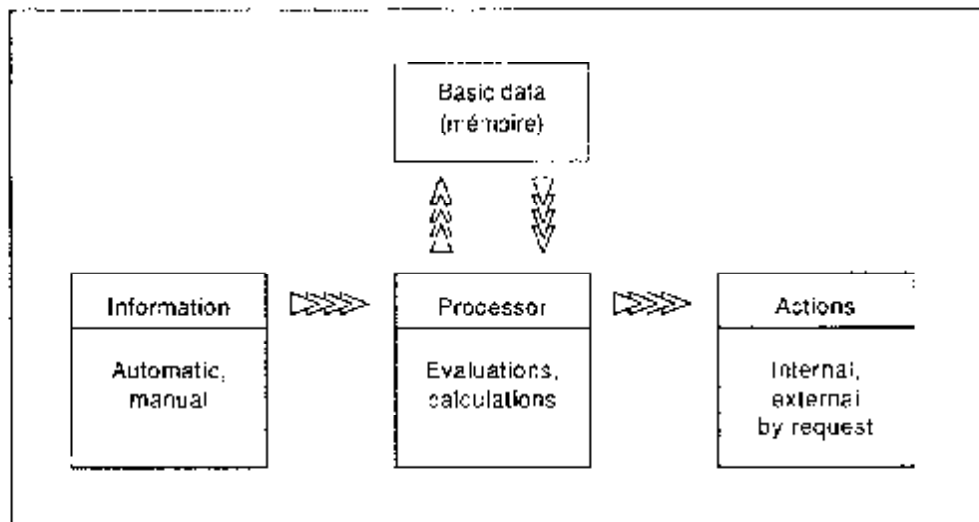 Basic data
(mémoire)
Information
Processor
Actions
Automatic,
manual
Evaluations,
calculations
Internal,
external
by request